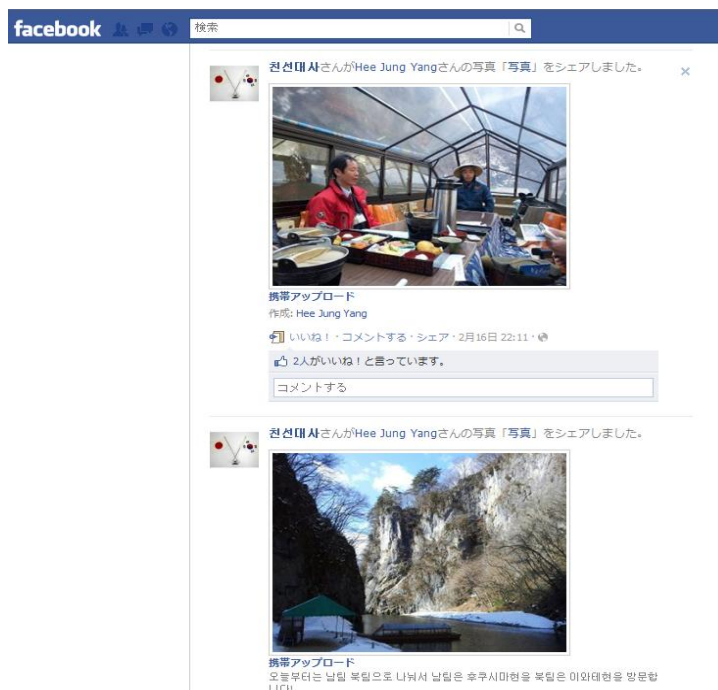 facebook
検索
친선대사さんがHee Jung Yangさんの写真「写真」をシェアしました。
携帯アップロード
作成: Hee Jung Yang
いいね！・コメントする・シェア・2月16日 22:11・
2人がいいね！と言っています。
コメントする
친선대사さんがHee Jung Yangさんの写真「写真」をシェアしました。
携帯アップロード
오늘부터는 남팀 북팀으로 나눠서 남팀은 후쿠시마현을 북팀은 이와테현을 방문합
니다!